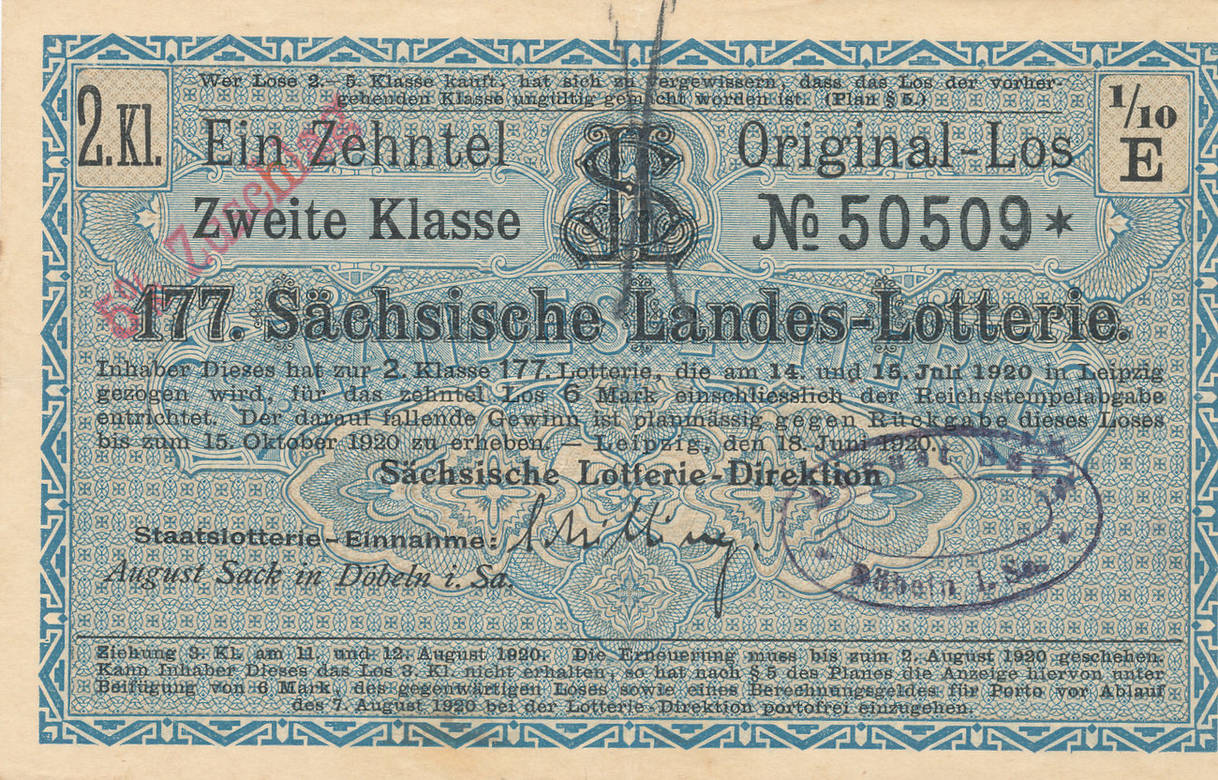 Wer Lose 2.- 5. Klasse kauft, hat sich zu vergewissern, dass das Los der vorher-
gehenden Klasse ungültig gemacht worden ist. (Plan § 5.)
2. Kl.
Ein Zehntel
Original-Los
1/10
E
Zweite Klasse
№ 50509 *
5% Zuschlag
177. Sächsische Landes-Lotterie.
Inhaber Dieses hat zur 2. Klasse 177. Lotterie, die am 14. und 15. Juli 1920 in Leipzig
gezogen wird, für das zehntel Los 6 Mark einschliesslich der Reichsstempelabgabe
entrichtet. Der darauf fallende Gewinn ist planmässig gegen Rückgabe dieses Loses
bis zum 15. Oktober 1920 zu erheben. – Leipzig, den 18. Juni 1920.
Sächsische Lotterie-Direktion
Staatslotterie-Einnahme:
August Sack in Döbeln i. Sa.
Döbeln i. Sa.
Ziehung 3. Kl. am 11. und 12. August 1920. Die Erneuerung muss bis zum 2. August 1920 geschehen.
Kann Inhaber Dieses das Los 3. Kl. nicht erhalten, so hat nach § 5 des Planes die Anzeige hiervon unter
Beifügung von 6 Mark, des gegenwärtigen Loses sowie eines Berechnungsgeldes für Porto vor Ablauf
des 7. August 1920 bei der Lotterie-Direktion portofrei einzugehen.